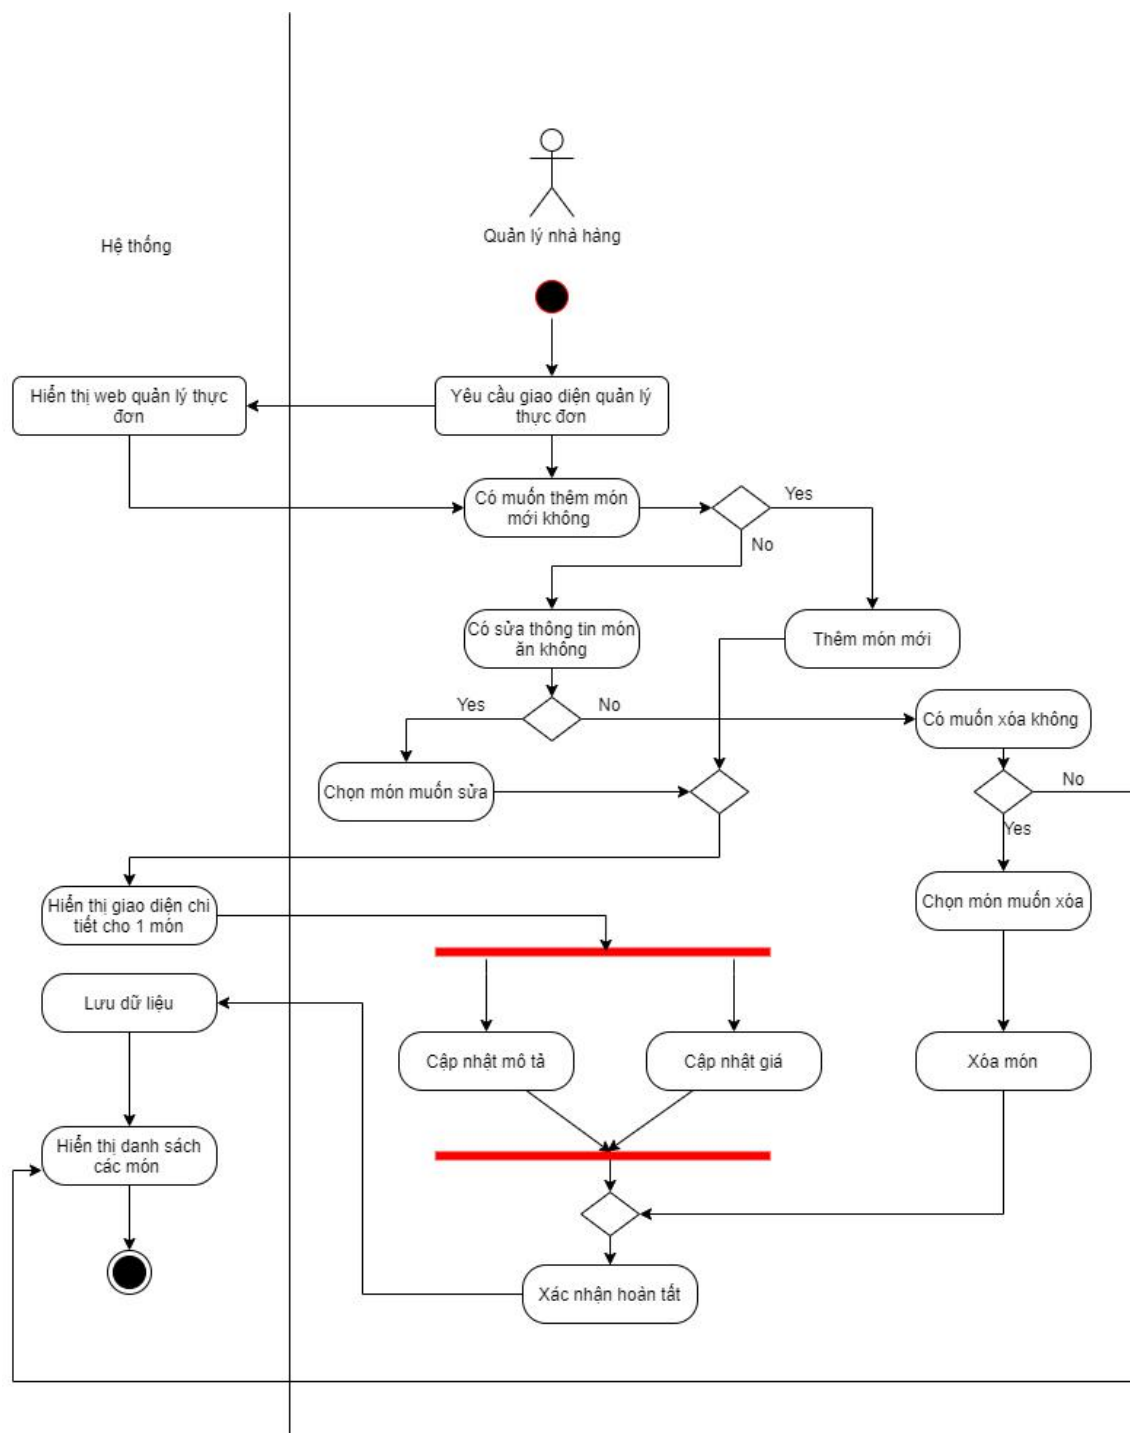 Quản lý nhà hàng
Hệ thống
Hiển thị web quản lý thực
đơn
Yêu cầu giao diện quản lý
thực đơn
Có muốn thêm món
mới không
Yes
No
Có sửa thông tin món
ăn không
Thêm món mới
Yes
No
Có muốn xóa không
Chọn món muốn sửa
No
Yes
Hiển thị giao diện chi
tiết cho 1 món
Chọn món muốn xóa
Lưu dữ liệu
Cập nhật mô tả
Cập nhật giá
Xóa món
Hiển thị danh sách
các món
Xác nhận hoàn tất